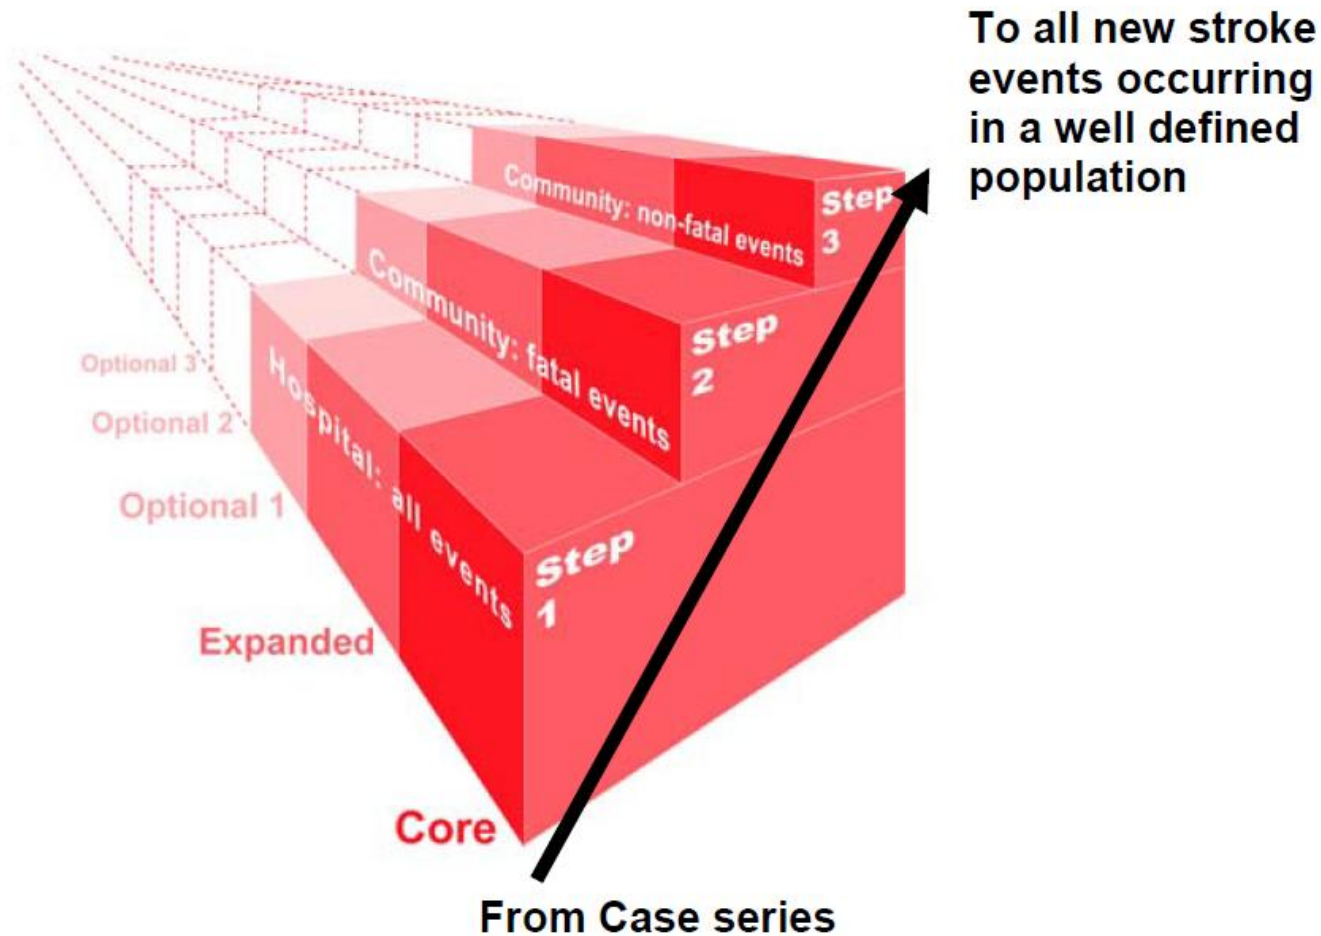 To all new stroke
events occurring
in a well defined
population
Community: non-fatal events
Step
3
Community: fatal events
Step
2
Hospital: all events
Step
1
Optional 3
Optional 2
Optional 1
Expanded
Core
From Case series